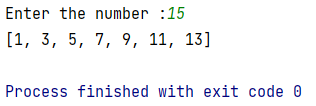 Enter the number :15
[1, 3, 5, 7, 9, 11, 13]
Process finished with exit code 0